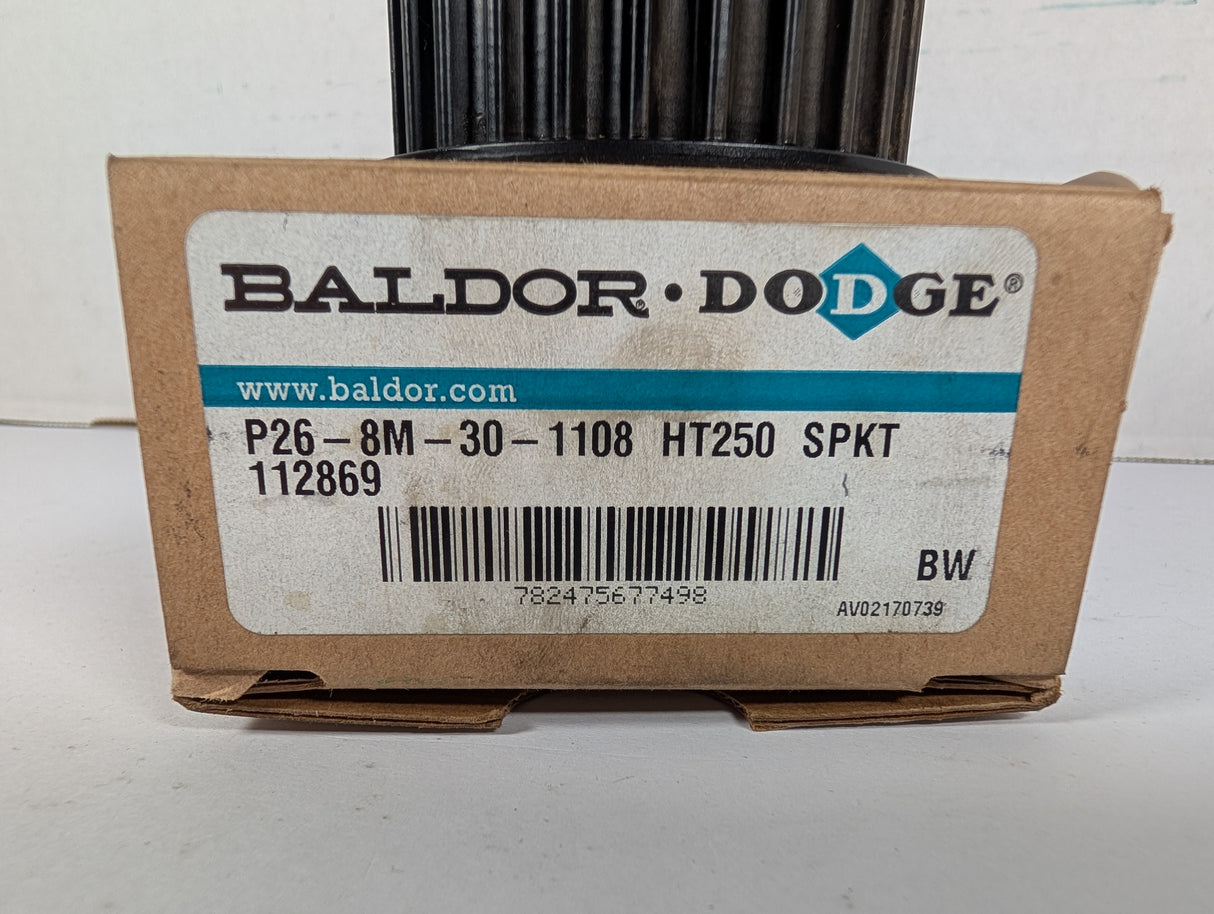 BALDOR® • DODGE®
www.baldor.com
P26-8M-30-1108 HT250 SPKT
112869
782475677498
BW
AV02170739